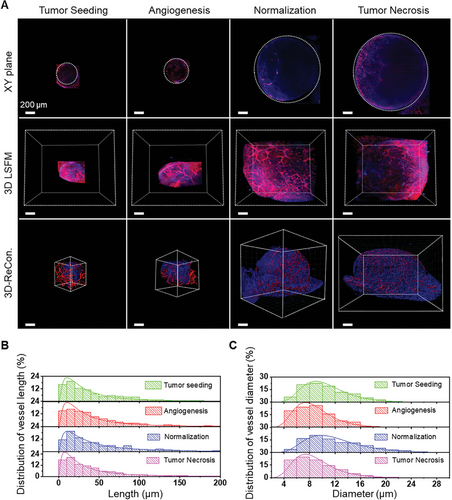 A
Tumor Seeding Angiogenesis Normalization Tumor Necrosis
XY plane
200 μm
3D LSFM
3D-ReCon.
B
Distribution of vessel length (%)
24
12
24
12
24
12
24
12
0
Tumor seeding
Angiogenesis
Normalization
Tumor Necrosis
0 50 100 150 200
Length (μm)
C
Distribution of vessel diameter (%)
30
15
30
15
30
15
30
15
0
Tumor Seeding
Angiogenesis
Normalization
Tumor Necrosis
4 8 12 16 20 24 28
Diameter (μm)